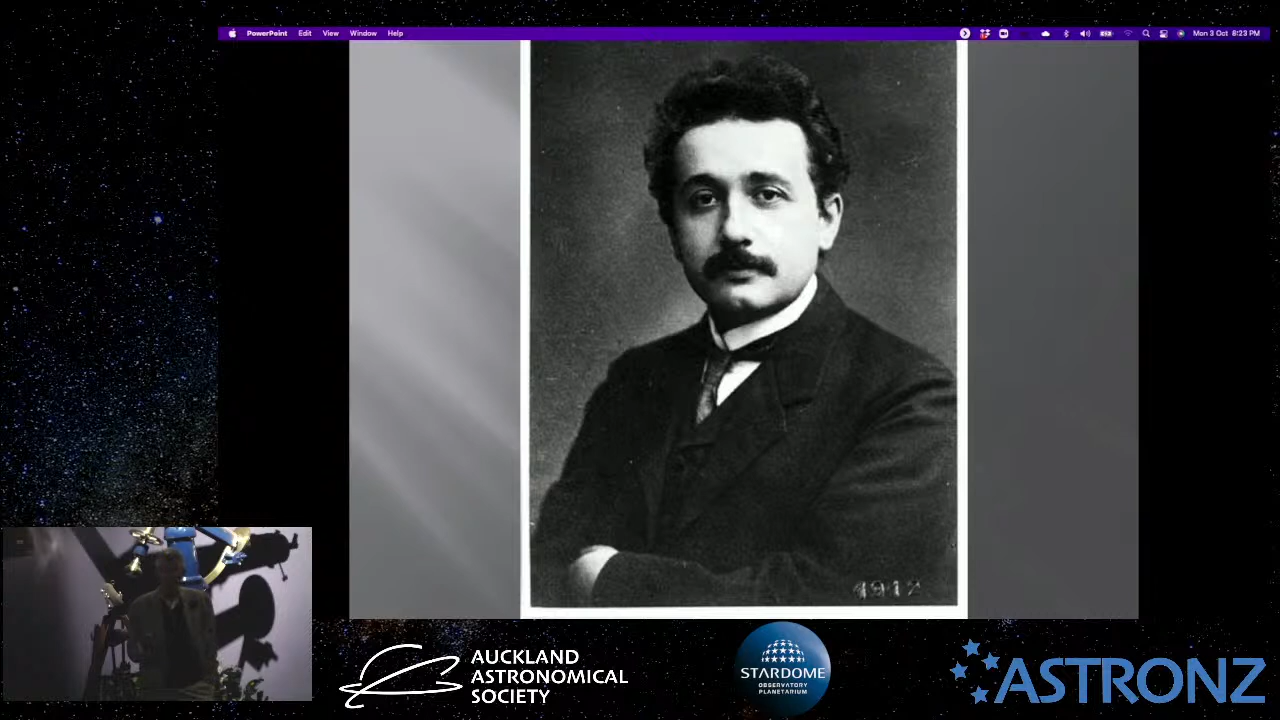 PowerPoint Edit View Window Help
Mon 3 Oct 8:23 PM
1912
AUCKLAND
ASTRONOMICAL
SOCIETY
STARDOME
OBSERVATORY
PLANETARIUM
ASTRONZ